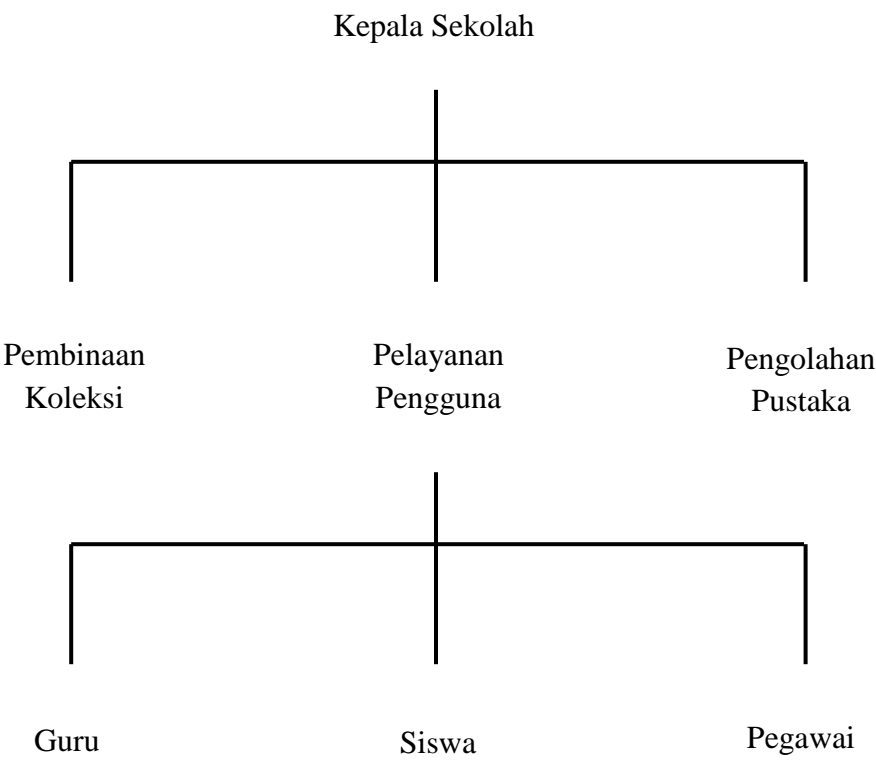 Kepala Sekolah
Pembinaan
Koleksi
Pelayanan
Pengguna
Pengolahan
Pustaka
Guru
Siswa
Pegawai